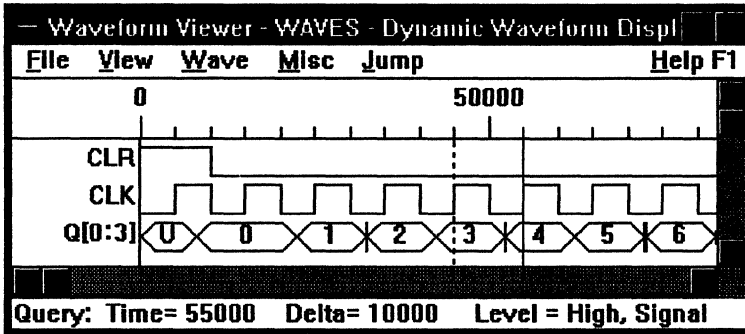 — Waveform Viewer - WAVES - Dynamic Waveform Displ
File View Wave Misc Jump Help F1
0 50000
CLR
CLK
Q[0:3] U 0 1 2 3 4 5 6
Query: Time= 55000 Delta= 10000 Level = High, Signal